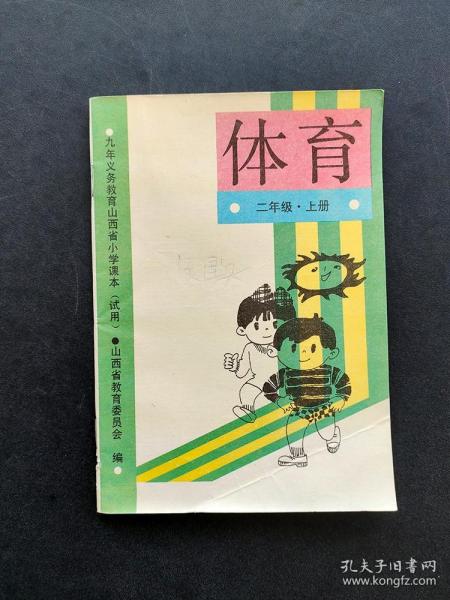 体育
二年级·上册
●九年义务教育山西省小学课本（试用）●山西省教育委员会 编●
孔夫子旧书网
www.kongfz.com